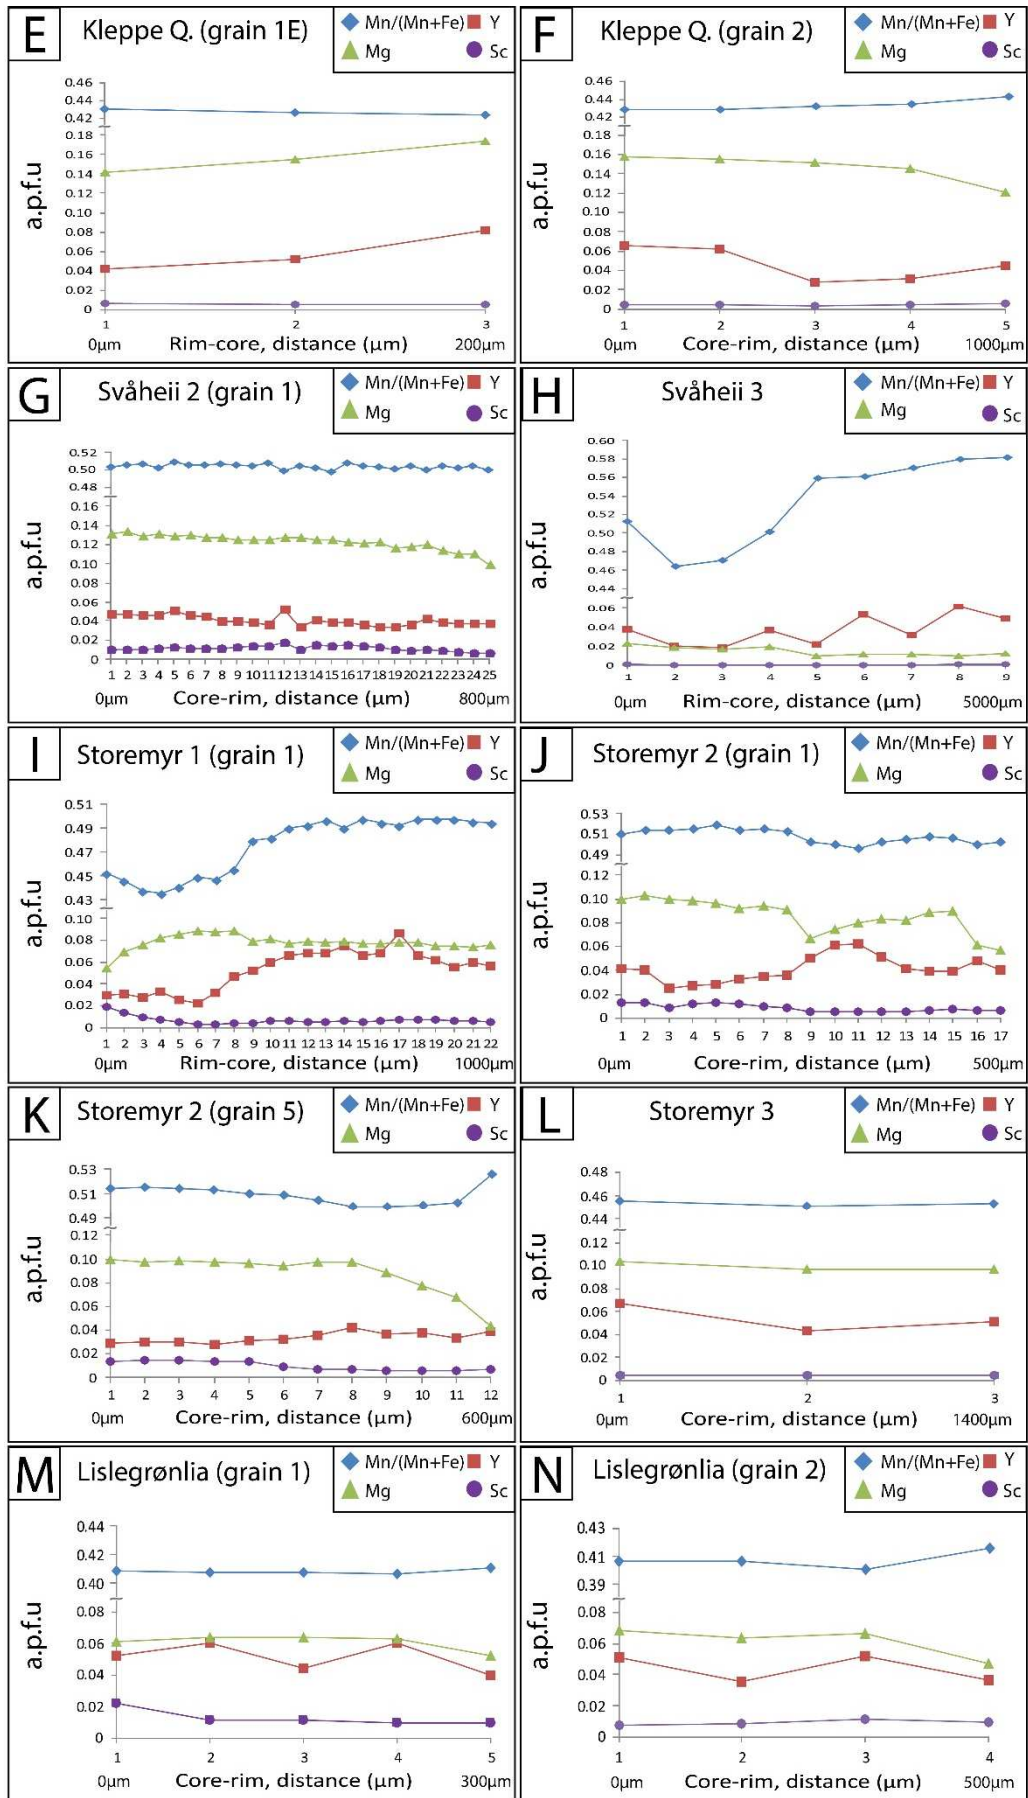 E
Kleppe Q. (grain 1E)
Mn/(Mn+Fe) Y
Mg Sc
a.p.f.u
0.46
0.44
0.42
0.18
0.16
0.14
0.12
0.10
0.08
0.06
0.04
0.02
0
1 2 3
0µm Rim-core, distance (µm) 200µm
F
Kleppe Q. (grain 2)
Mn/(Mn+Fe) Y
Mg Sc
a.p.f.u
0.46
0.44
0.42
0.18
0.16
0.14
0.12
0.10
0.08
0.06
0.04
0.02
0
1 2 3 4 5
0µm Core-rim, distance (µm) 1000µm
G
Svåheii 2 (grain 1)
Mn/(Mn+Fe) Y
Mg Sc
a.p.f.u
0.52
0.50
0.48
0.16
0.14
0.12
0.10
0.08
0.06
0.04
0.02
0
1 2 3 4 5 6 7 8 9 10 11 12 13 14 15 16 17 18 19 20 21 22 23 24 25
0µm Core-rim, distance (µm) 800µm
H
Svåheii 3
Mn/(Mn+Fe) Y
Mg Sc
a.p.f.u
0.60
0.58
0.56
0.54
0.52
0.50
0.48
0.46
0.44
0.06
0.04
0.02
0
1 2 3 4 5 6 7 8 9
0µm Rim-core, distance (µm) 5000µm
I
Storemyr 1 (grain 1)
Mn/(Mn+Fe) Y
Mg Sc
a.p.f.u
0.51
0.49
0.47
0.45
0.43
0.10
0.08
0.06
0.04
0.02
0
1 2 3 4 5 6 7 8 9 10 11 12 13 14 15 16 17 18 19 20 21 22
0µm Rim-core, distance (µm) 1000µm
J
Storemyr 2 (grain 1)
Mn/(Mn+Fe) Y
Mg Sc
a.p.f.u
0.53
0.51
0.49
0.12
0.10
0.08
0.06
0.04
0.02
0
1 2 3 4 5 6 7 8 9 10 11 12 13 14 15 16 17
0µm Core-rim, distance (µm) 500µm
K
Storemyr 2 (grain 5)
Mn/(Mn+Fe) Y
Mg Sc
a.p.f.u
0.53
0.51
0.49
0.12
0.10
0.08
0.06
0.04
0.02
0
1 2 3 4 5 6 7 8 9 10 11 12
0µm Core-rim, distance (µm) 600µm
L
Storemyr 3
Mn/(Mn+Fe) Y
Mg Sc
a.p.f.u
0.48
0.46
0.44
0.12
0.10
0.08
0.06
0.04
0.02
0
1 2 3
0µm Core-rim, distance (µm) 1400µm
M
Lislegrønlia (grain 1)
Mn/(Mn+Fe) Y
Mg Sc
a.p.f.u
0.44
0.42
0.40
0.08
0.06
0.04
0.02
0
1 2 3 4 5
0µm Core-rim, distance (µm) 300µm
N
Lislegrønlia (grain 2)
Mn/(Mn+Fe) Y
Mg Sc
a.p.f.u
0.43
0.41
0.39
0.08
0.06
0.04
0.02
0
1 2 3 4
0µm Core-rim, distance (µm) 500µm